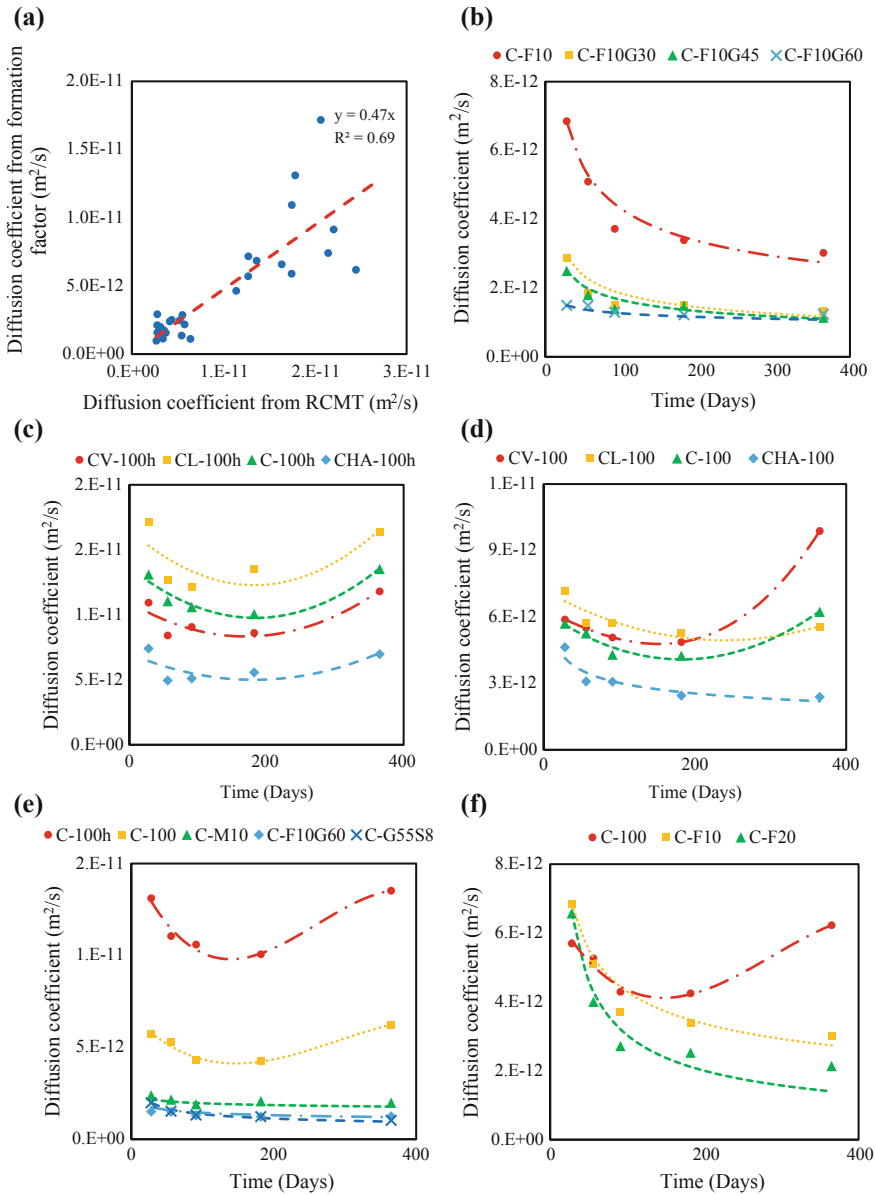 (a)
2.0E-11
1.5E-11
1.0E-11
5.0E-12
0.0E+00
0.E+00
1.E-11
2.E-11
3.E-11
y = 0.47x
R² = 0.69
Diffusion coefficient from formation
factor (m²/s)
Diffusion coefficient from RCMT (m²/s)
(b)
C-F10 C-F10G30 C-F10G45 C-F10G60
8.E-12
6.E-12
4.E-12
2.E-12
0.E+00
0 100 200 300 400
Diffusion coefficient (m²/s)
Time (Days)
(c)
CV-100h CL-100h C-100h CHA-100h
2.E-11
2.E-11
1.E-11
5.E-12
0.E+00
0 200 400
Diffusion coefficient (m²/s)
Time (Days)
(d)
CV-100 CL-100 C-100 CHA-100
1.E-11
9.E-12
6.E-12
3.E-12
0.E+00
0 200 400
Diffusion coefficient (m²/s)
Time (Days)
(e)
C-100h C-100 C-M10 C-F10G60 C-G55S8
2.E-11
1.E-11
5.E-12
0.E+00
0 200 400
Diffusion coefficient (m²/s)
Time (Days)
(f)
C-100 C-F10 C-F20
8.E-12
6.E-12
4.E-12
2.E-12
0.E+00
0 200 400
Diffusion coefficient (m²/s)
Time (Days)